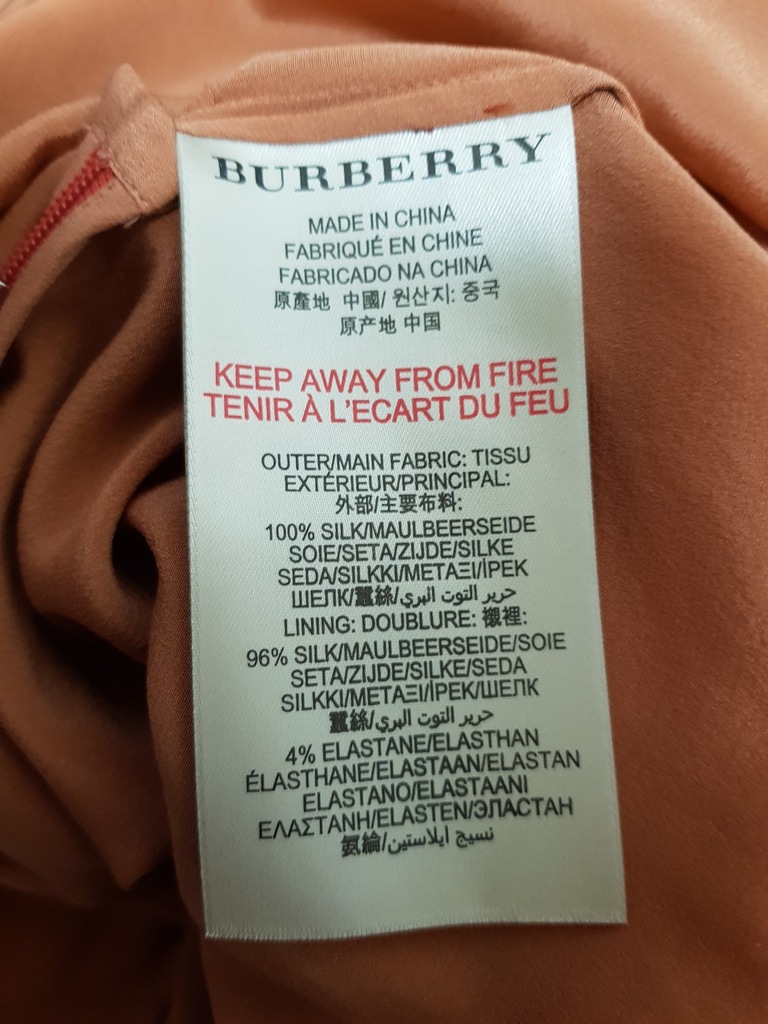 BURBERRY
MADE IN CHINA
FABRIQUÉ EN CHINE
FABRICADO NA CHINA
原產地 中國/ 원산지: 중국
原产地 中国
KEEP AWAY FROM FIRE
TENIR À L'ECART DU FEU
OUTER/MAIN FABRIC: TISSU
EXTÉRIEUR/PRINCIPAL:
外部/主要布料:
100% SILK/MAULBEERSEIDE
SOIE/SETA/ZIJDE/SILKE
SEDA/SILKKI/ΜΕΤΑΞΙ/İPEK
ШЕЛК/蠶絲/حرير التوت البري
LINING: DOUBLURE: 襯裡:
96% SILK/MAULBEERSEIDE/SOIE
SETA/ZIJDE/SILKE/SEDA
SILKKI/ΜΕΤΑΞΙ/İPEK/ШЕЛК
蠶絲/حرير التوت البري
4% ELASTANE/ELASTHAN
ÉLASTHANE/ELASTAAN/ELASTAN
ELASTANO/ELASTAANI
ΕΛΑΣΤΑΝΗ/ELASTEN/ЭЛАСТАН
氨綸/نسيج ايلاستين